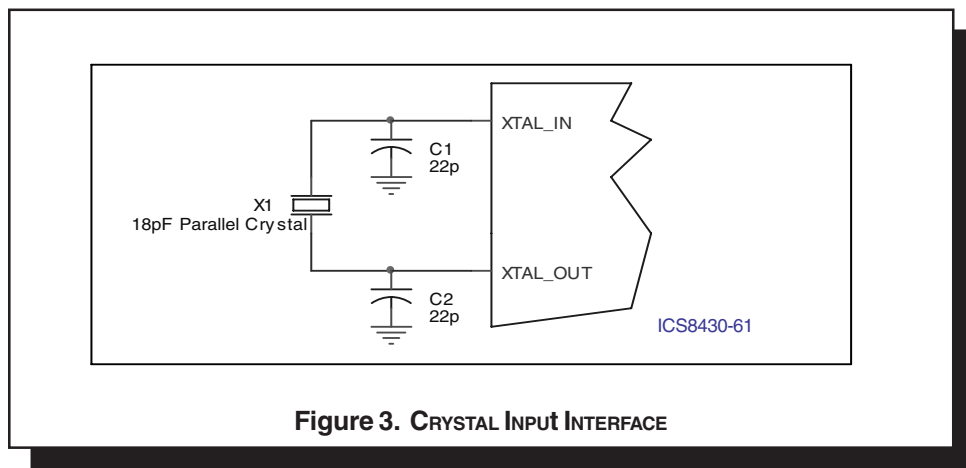 XTAL_IN
C1
22p
X1
18pF Parallel Crystal
XTAL_OUT
C2
22p
ICS8430-61
Figure 3. CRYSTAL INPUt INTERFACE